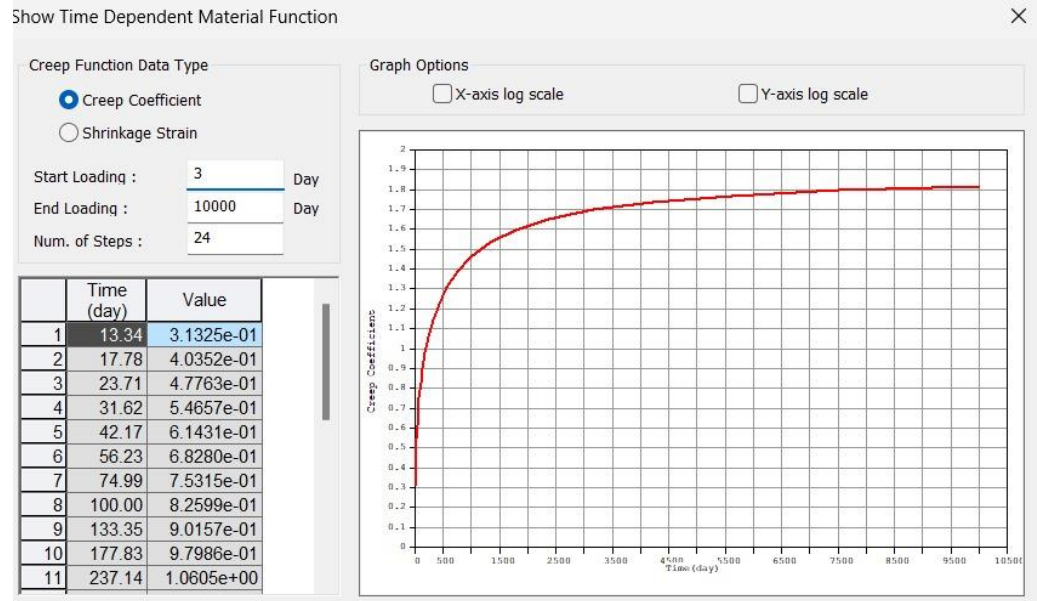 Show Time Dependent Material Function
Creep Function Data Type
Creep Coefficient
Shrinkage Strain
Start Loading : 3 Day
End Loading : 10000 Day
Num. of Steps : 24
Time (day) Value
1 13.34 3.1325e-01
2 17.78 4.0352e-01
3 23.71 4.7763e-01
4 31.62 5.4657e-01
5 42.17 6.1431e-01
6 56.23 6.8280e-01
7 74.99 7.5315e-01
8 100.00 8.2599e-01
9 133.35 9.0157e-01
10 177.83 9.7986e-01
11 237.14 1.0605e+00
Graph Options
X-axis log scale Y-axis log scale
2
1.9
1.8
1.7
1.6
1.5
1.4
1.3
1.2
1.1
1
0.9
0.8
0.7
0.6
0.5
0.4
0.3
0.2
0.1
0
Creep Coefficient
0 500 1500 2500 3500 4500 5500 6500 7500 8500 9500 10500
Time(day)